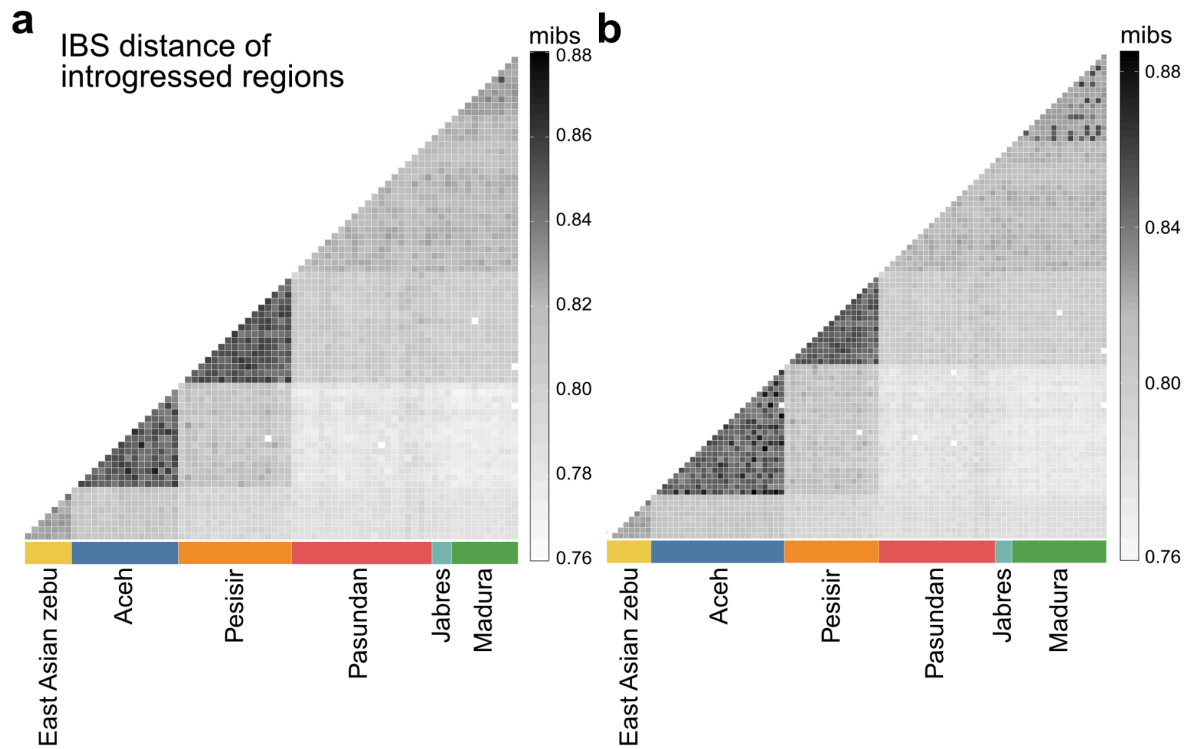 a
IBS distance of
introgressed regions
mibs
0.88
0.86
0.84
0.82
0.80
0.78
0.76
East Asian zebu
Aceh
Pesisir
Pasundan
Jabres
Madura
b
mibs
0.88
0.84
0.80
0.76
East Asian zebu
Aceh
Pesisir
Pasundan
Jabres
Madura